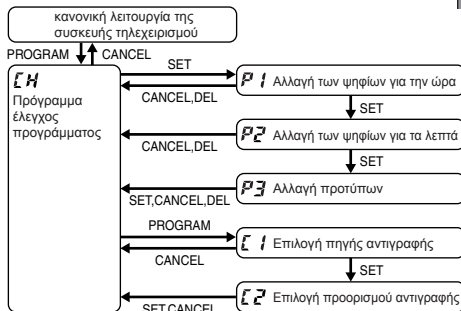 κανονική λειτουργία της
συσκευής τηλεχειρισμού
PROGRAM CANCEL
SET
CH
Πρόγραμμα
έλεγχος
προγράμματος
P1 Αλλαγή των ψηφίων για την ώρα
CANCEL,DEL
SET
P2 Αλλαγή των ψηφίων για τα λεπτά
CANCEL,DEL
SET
P3 Αλλαγή προτύπων
SET,CANCEL,DEL
PROGRAM
C1 Επιλογή πηγής αντιγραφής
CANCEL
SET
C2 Επιλογή προορισμού αντιγραφής
SET,CANCEL